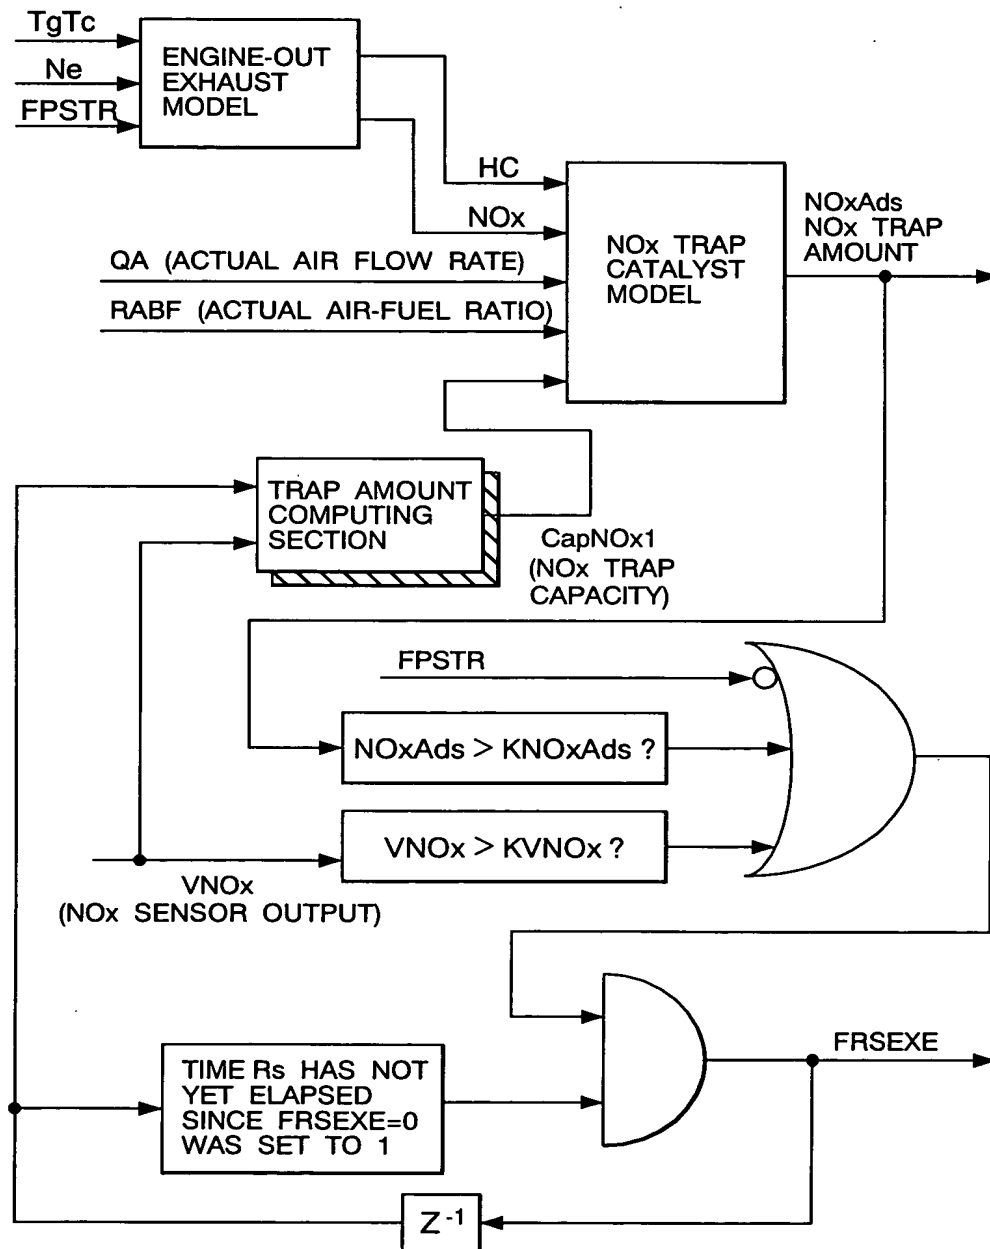 TgTc
Ne
FPSTR
ENGINE-OUT
EXHAUST
MODEL
HC
NOx
QA (ACTUAL AIR FLOW RATE)
RABF (ACTUAL AIR-FUEL RATIO)
NOx TRAP
CATALYST
MODEL
NOxAds
NOx TRAP
AMOUNT
TRAP AMOUNT
COMPUTING
SECTION
CapNOx1
(NOx TRAP
CAPACITY)
FPSTR
NOxAds > KNOxAds ?
VNOx > KVNOx ?
VNOx
(NOx SENSOR OUTPUT)
TIME Rs HAS NOT
YET ELAPSED
SINCE FRSEXE=0
WAS SET TO 1
FRSEXE
Z⁻¹